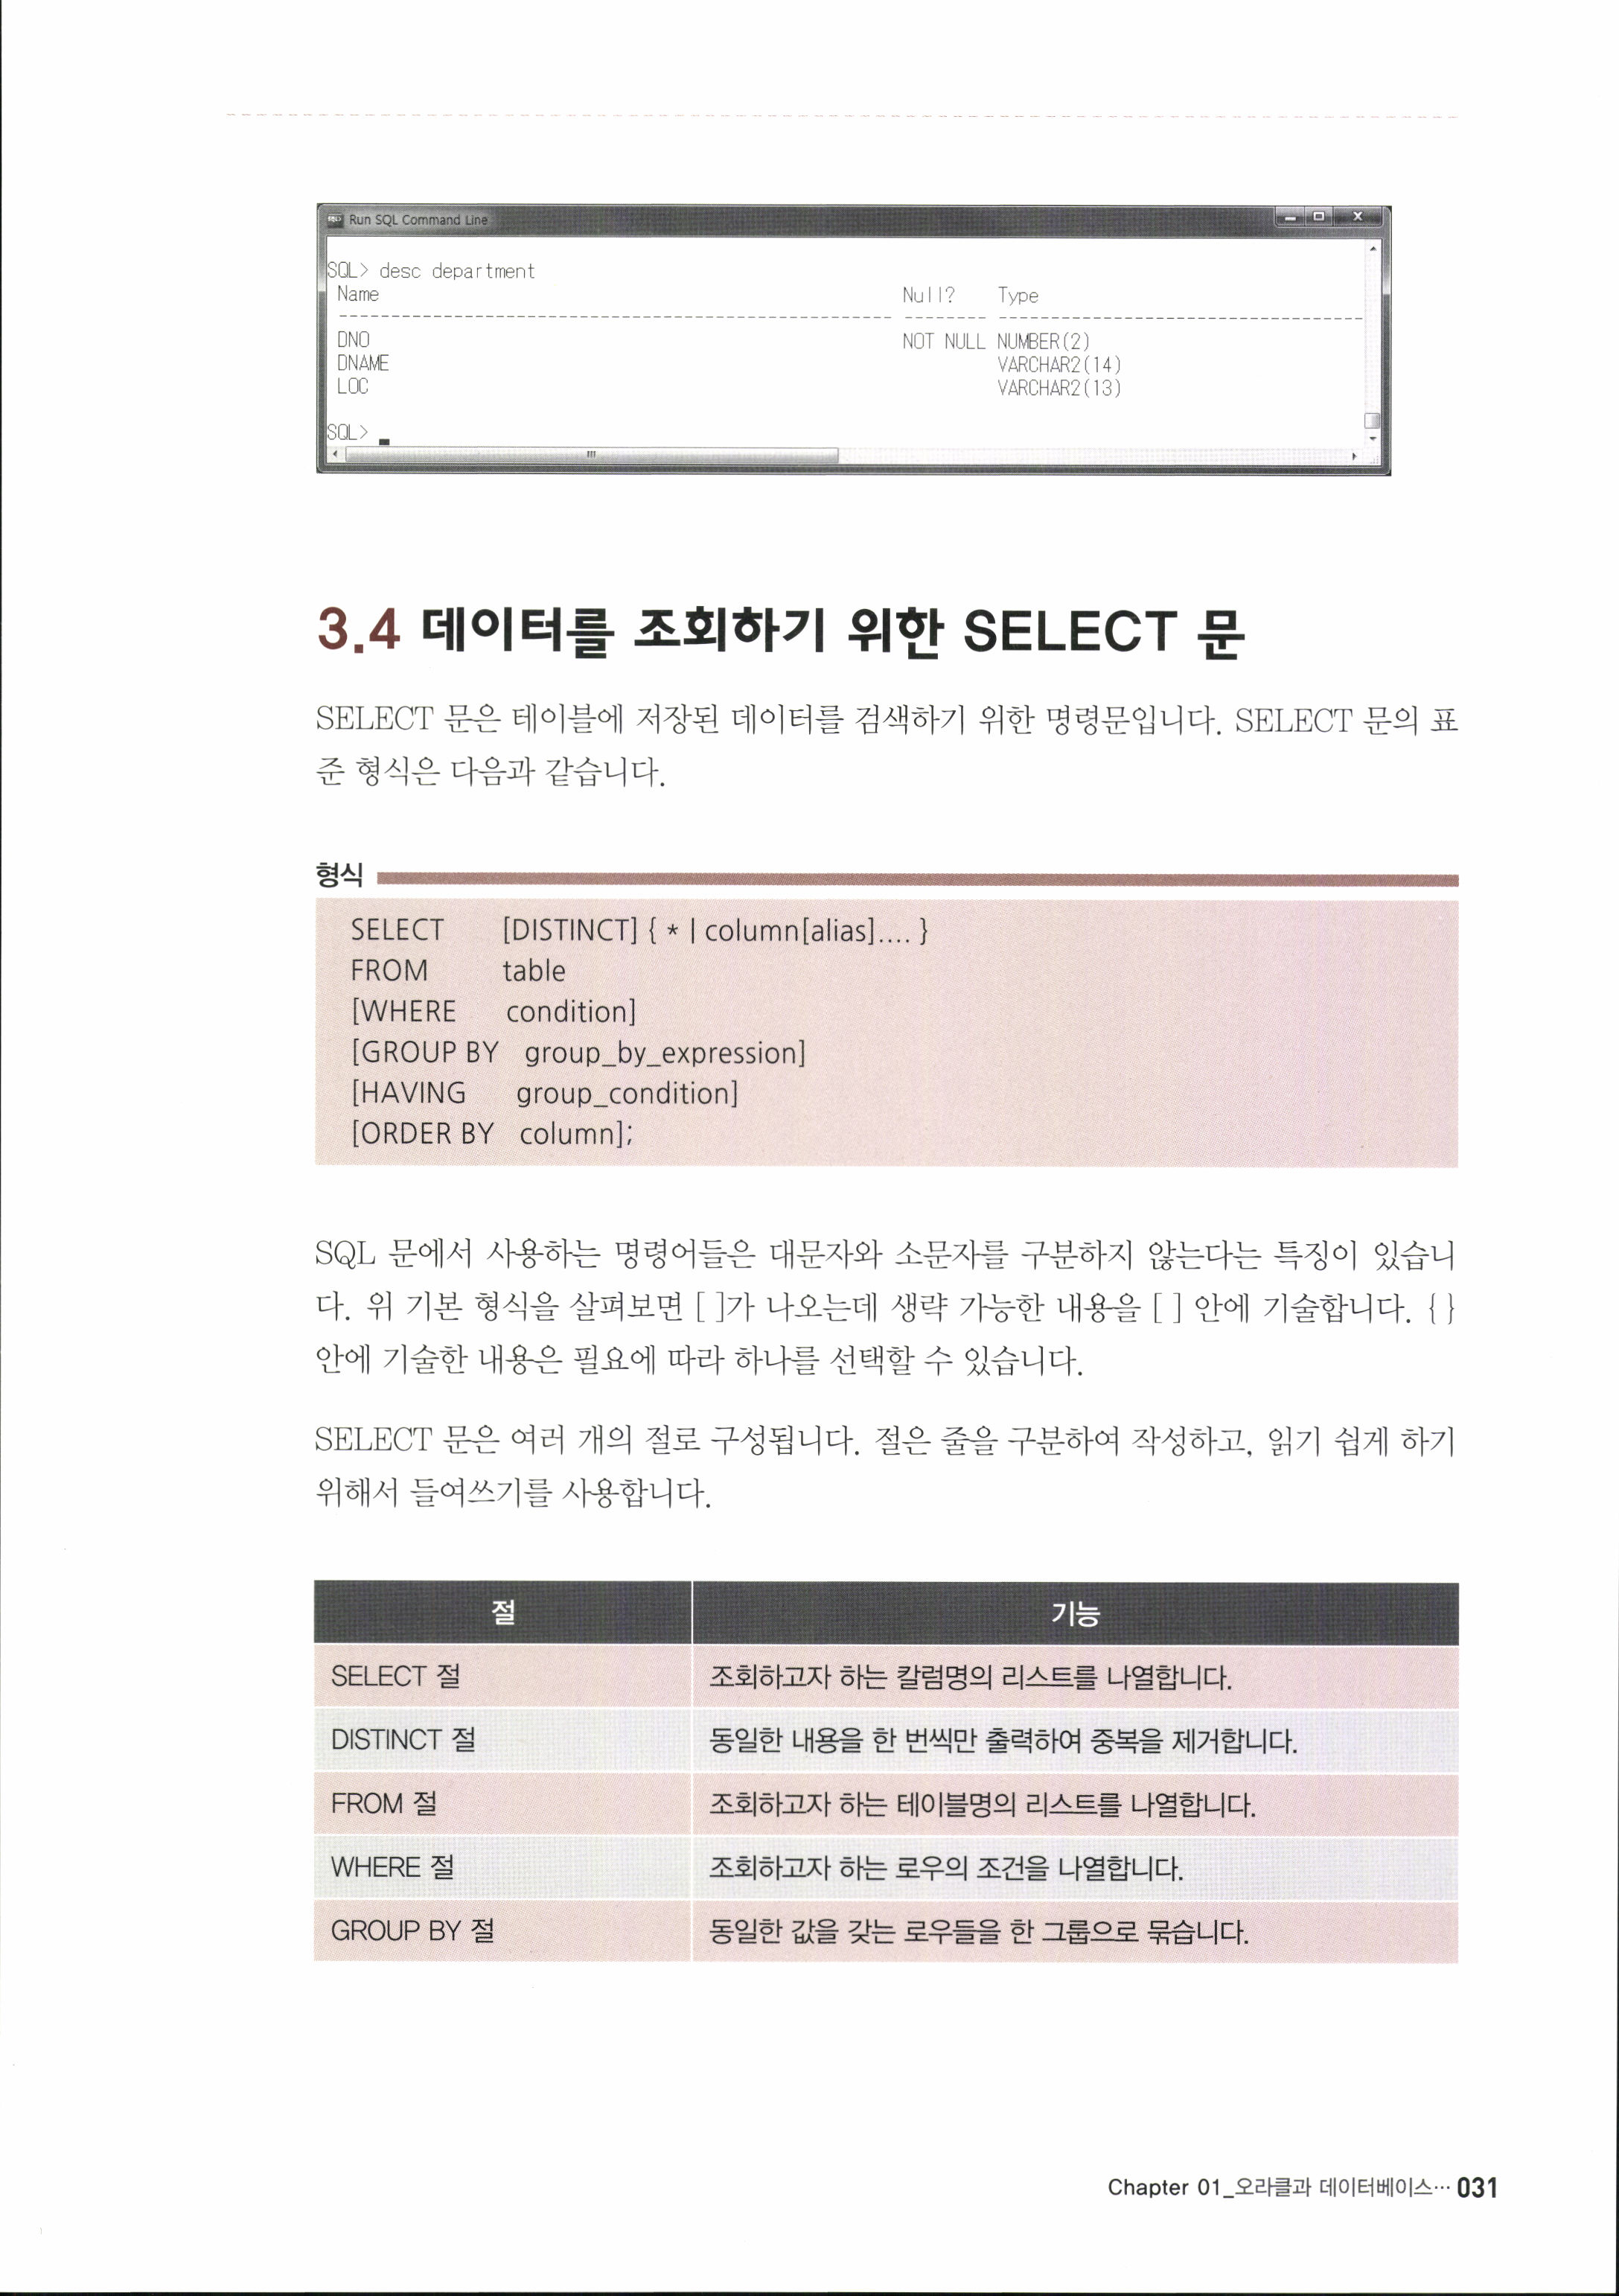 Run SQL Command Line
SQL> desc department
Name Null? Type
DNO NOT NULL NUMBER(2)
DNAME VARCHAR2(14)
LOC VARCHAR2(13)
SQL>
3.4 데이터를 조회하기 위한 SELECT 문
SELECT 문은 테이블에 저장된 데이터를 검색하기 위한 명령문입니다. SELECT 문의 표
준 형식은 다음과 같습니다.
형식
SELECT [DISTINCT] { * | column[alias].... }
FROM table
[WHERE condition]
[GROUP BY group_by_expression]
[HAVING group_condition]
[ORDER BY column];
SQL 문에서 사용하는 명령어들은 대문자와 소문자를 구분하지 않는다는 특징이 있습니
다. 위 기본 형식을 살펴보면 [ ]가 나오는데 생략 가능한 내용을 [ ] 안에 기술합니다. { }
안에 기술한 내용은 필요에 따라 하나를 선택할 수 있습니다.
SELECT 문은 여러 개의 절로 구성됩니다. 절은 줄을 구분하여 작성하고, 읽기 쉽게 하기
위해서 들여쓰기를 사용합니다.
절 기능
SELECT 절 조회하고자 하는 칼럼명의 리스트를 나열합니다.
DISTINCT 절 동일한 내용을 한 번씩만 출력하여 중복을 제거합니다.
FROM 절 조회하고자 하는 테이블명의 리스트를 나열합니다.
WHERE 절 조회하고자 하는 로우의 조건을 나열합니다.
GROUP BY 절 동일한 값을 갖는 로우들을 한 그룹으로 묶습니다.
Chapter 01_오라클과 데이터베이스… 031